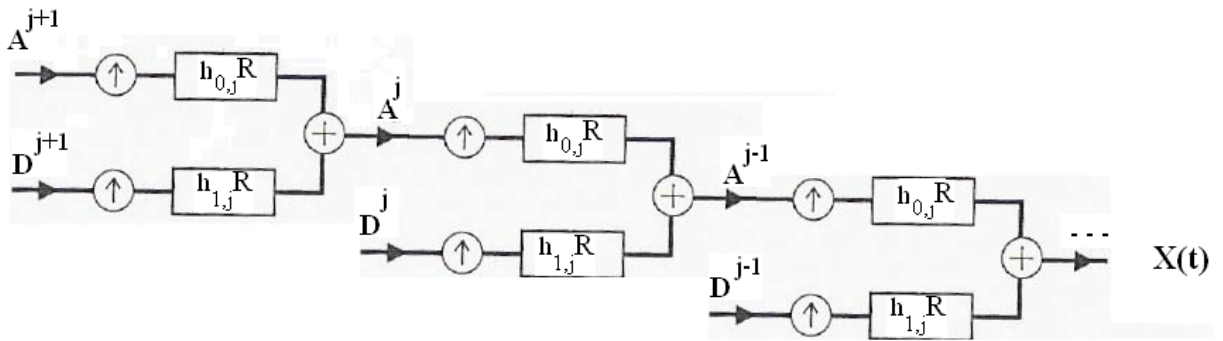 A^{j+1}
h_{0,j}R
D^{j+1}
h_{1,j}R
A^{j}
h_{0,j}R
D^{j}
h_{1,j}R
A^{j-1}
h_{0,j}R
D^{j-1}
h_{1,j}R
---
X(t)